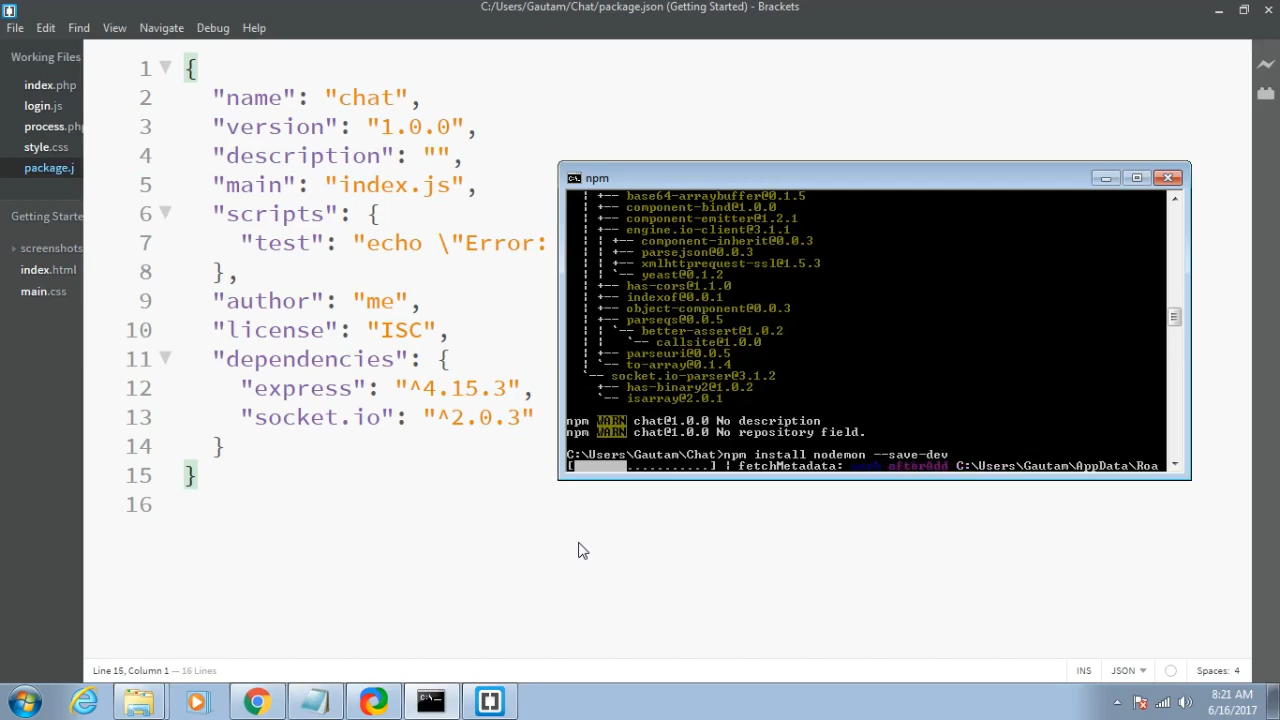 C:/Users/Gautam/Chat/package.json (Getting Started) - Brackets
File Edit Find View Navigate Debug Help
Working Files
index.php
login.js
process.php
style.css
package.j
Getting Starte
screenshots
index.html
main.css
1 {
2 "name": "chat",
3 "version": "1.0.0",
4 "description": "",
5 "main": "index.js",
6 "scripts": {
7 "test": "echo \"Error:
8 },
9 "author": "me",
10 "license": "ISC",
11 "dependencies": {
12 "express": "^4.15.3",
13 "socket.io": "^2.0.3"
14 }
15 }
16
npm
¦ +-- base64-arraybuffer@0.1.5
¦ +-- component-bind@1.0.0
¦ +-- component-emitter@1.2.1
¦ +-- engine.io-client@3.1.1
¦ ¦ +-- component-inherit@0.0.3
¦ ¦ +-- parsejson@0.0.3
¦ ¦ +-- xmlhttprequest-ssl@1.5.3
¦ ¦ `-- yeast@0.1.2
¦ +-- has-cors@1.1.0
¦ +-- indexof@0.0.1
¦ +-- object-component@0.0.3
¦ +-- parseqs@0.0.5
¦ ¦ `-- better-assert@1.0.2
¦ ¦ `-- callsite@1.0.0
¦ +-- parseuri@0.0.5
¦ `-- to-array@0.1.4
`-- socket.io-parser@3.1.2
+-- has-binary2@1.0.2
`-- isarray@2.0.1
npm WARN chat@1.0.0 No description
npm WARN chat@1.0.0 No repository field.
C:\Users\Gautam\Chat>npm install nodemon --save-dev
[ ...........] | fetchMetadata: afterAdd C:\Users\Gautam\AppData\Roa
Line 15, Column 1 — 16 Lines
INS JSON Spaces: 4
8:21 AM
6/16/2017